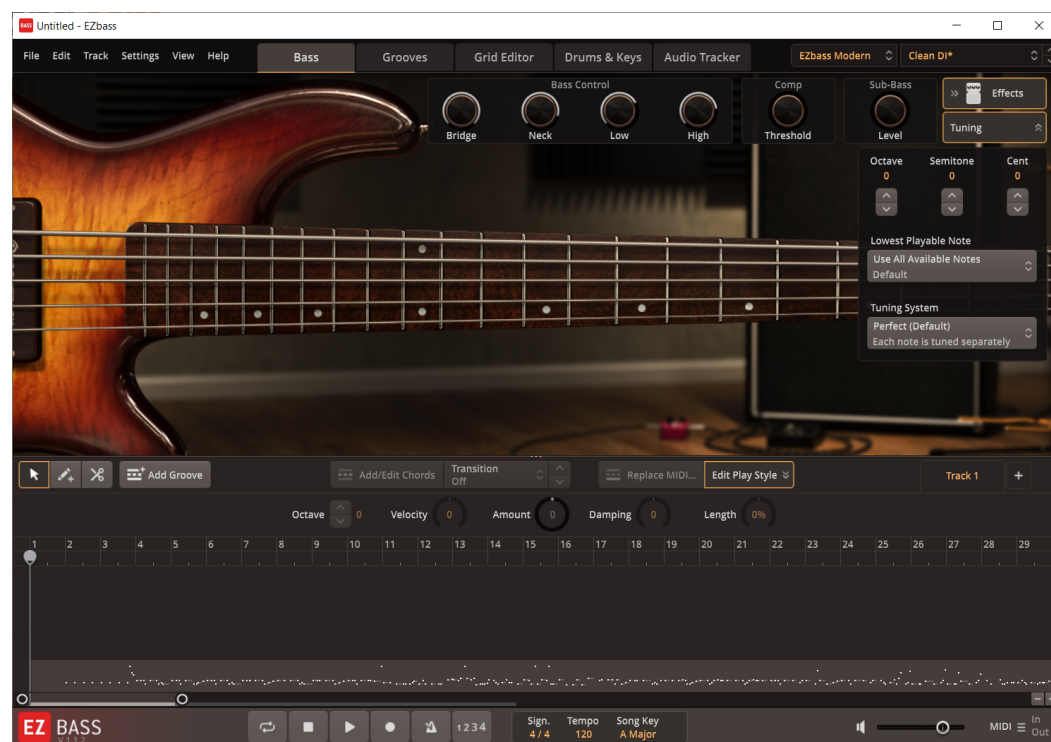 BASS Untitled - EZbass
File Edit Track Settings View Help Bass Grooves Grid Editor Drums & Keys Audio Tracker EZbass Modern Clean DI*
Bass Control Comp Sub-Bass Effects
Bridge Neck Low High Threshold Level Tuning
Octave Semitone Cent
0 0 0
Lowest Playable Note
Use All Available Notes
Default
Tuning System
Perfect (Default)
Each note is tuned separately
Add Groove Add/Edit Chords Transition Off Replace MIDI... Edit Play Style Track 1 +
Octave 0 Velocity 0 Amount 0 Damping 0 Length 0%
1 2 3 4 5 6 7 8 9 10 11 12 13 14 15 16 17 18 19 20 21 22 23 24 25 26 27 28 29
EZ BASS 1234 Sign. Tempo Song Key MIDI In
V 1.1.2 4 / 4 120 A Major Out